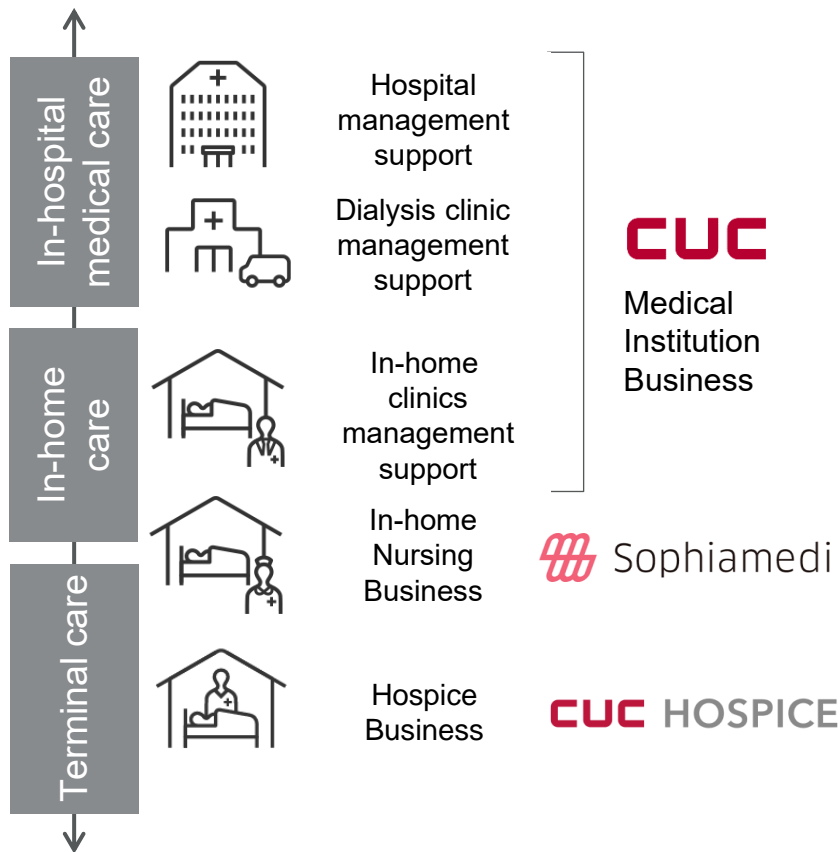 In-hospital
medical care
Hospital
management
support
Dialysis clinic
management
support
CUC
Medical
Institution
Business
In-home
care
In-home
clinics
management
support
In-home
Nursing
Business
Sophiamedi
Terminal care
Hospice
Business
CUC HOSPICE